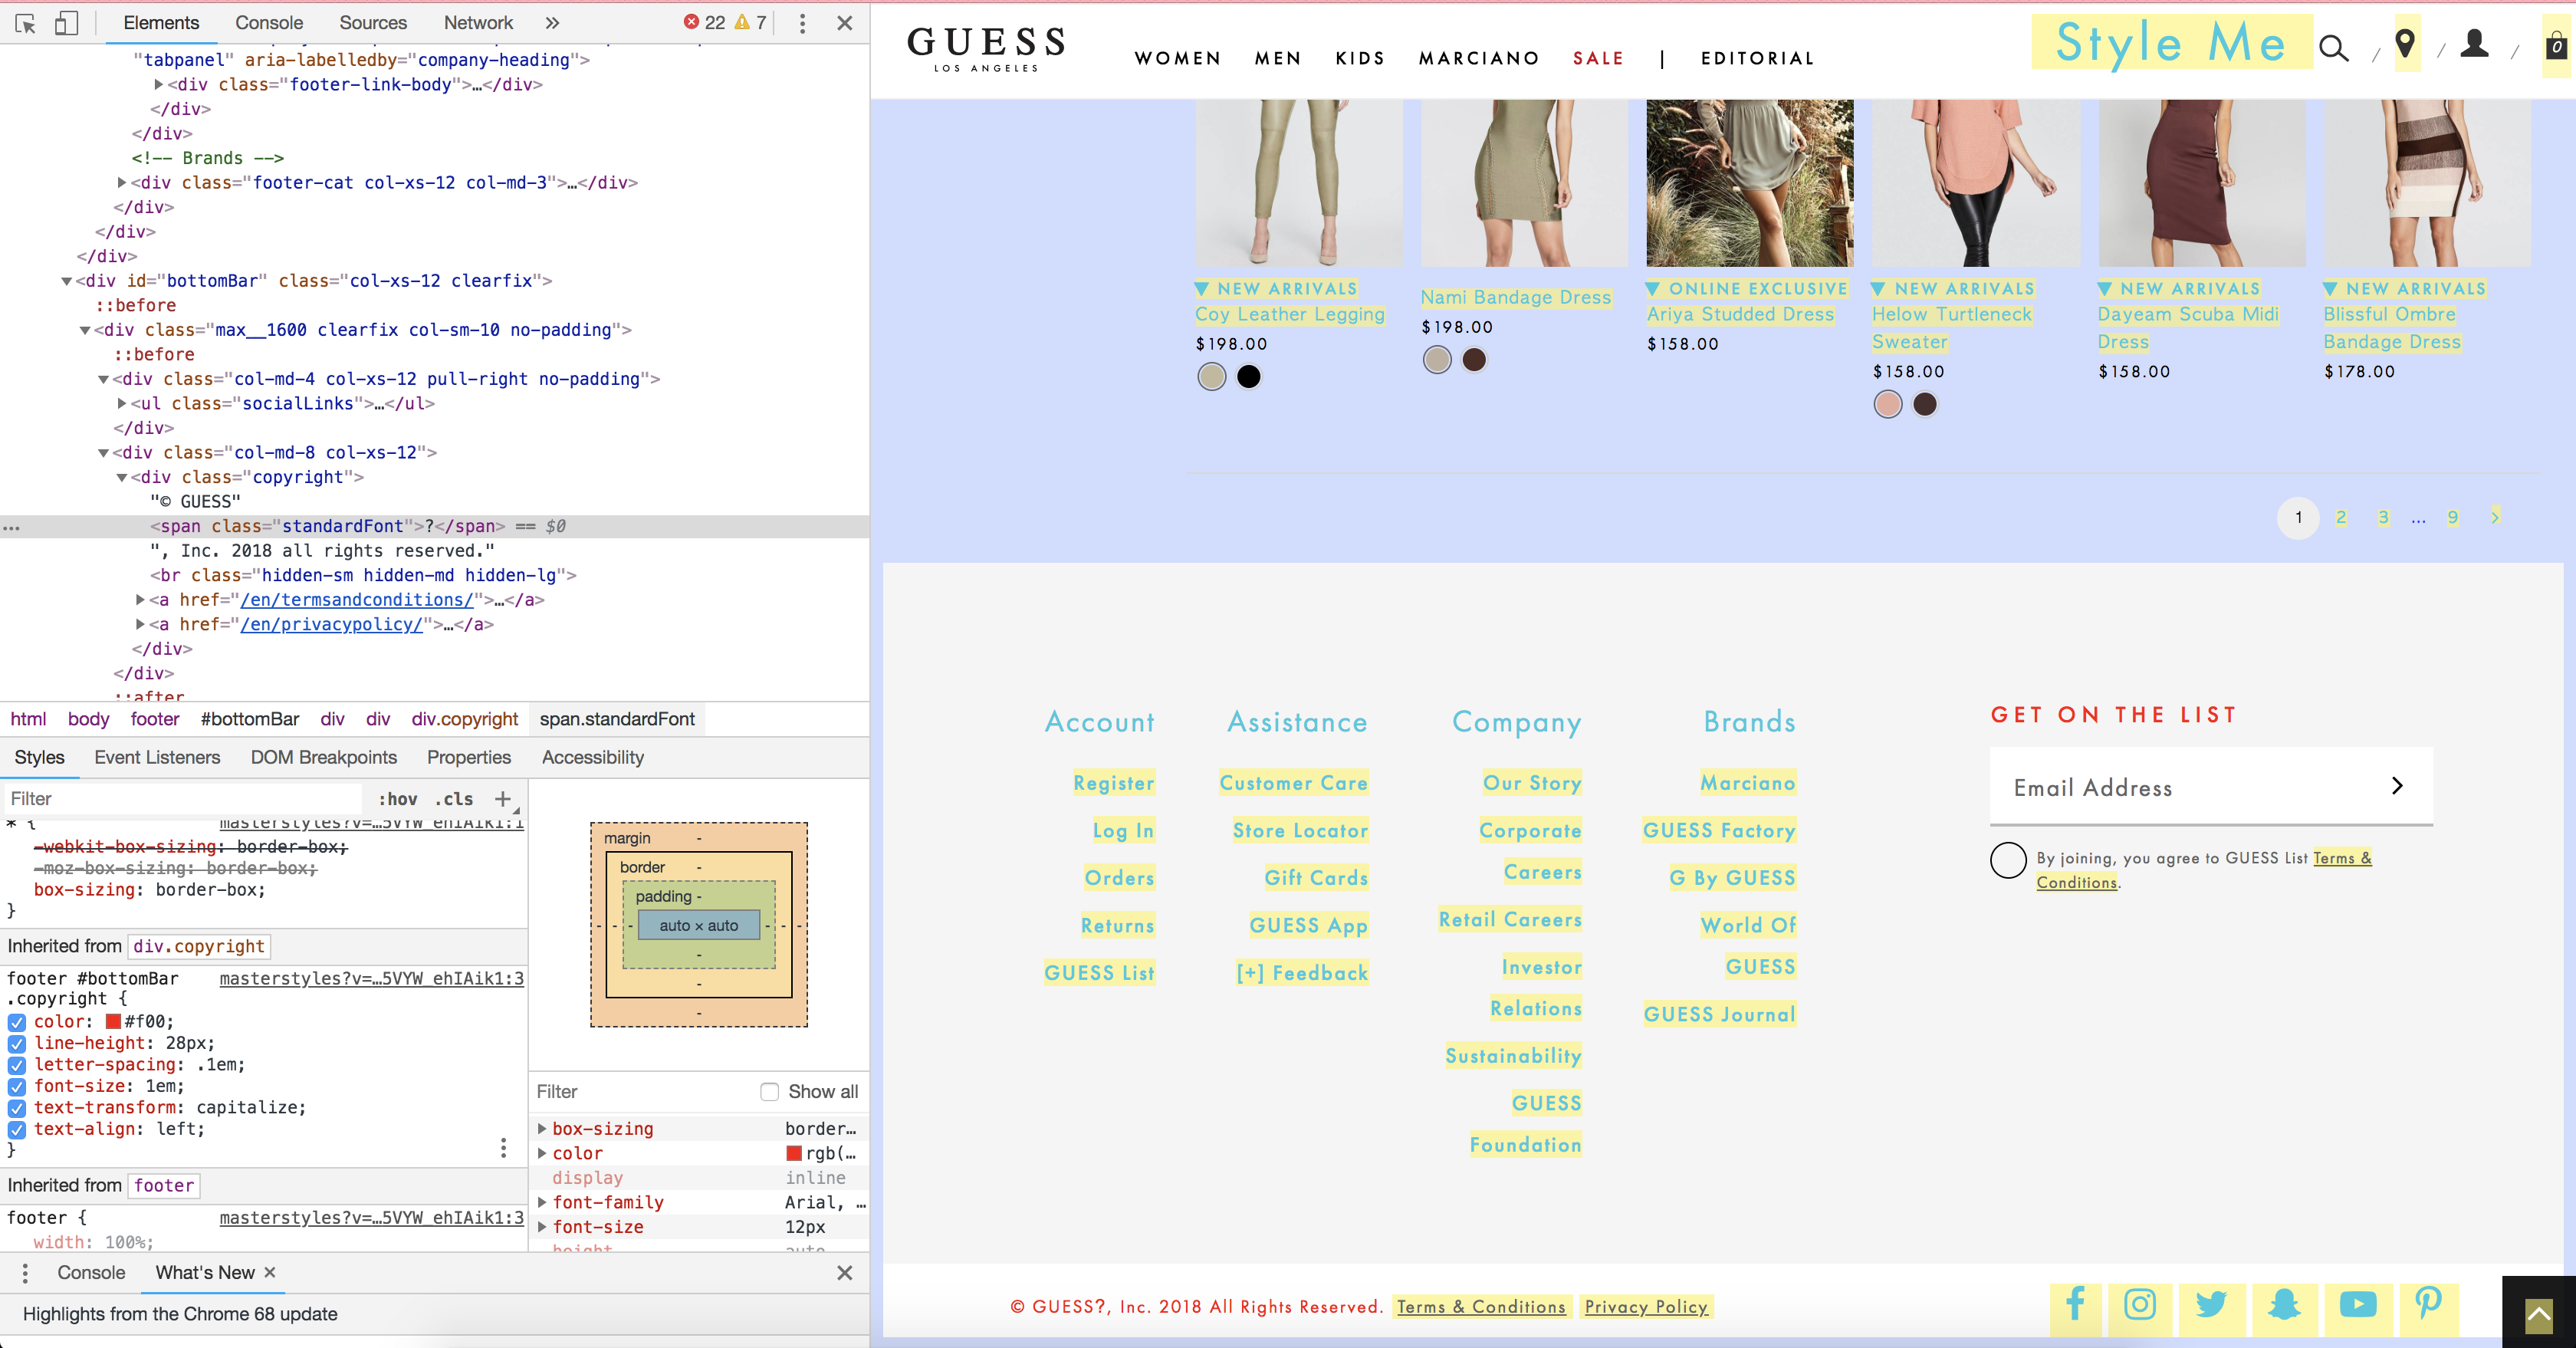 Elements Console Sources Network » 22 7
"tabpanel" aria-labelledby="company-heading">
<div class="footer-link-body">…</div>
</div>
</div>
<!-- Brands -->
<div class="footer-cat col-xs-12 col-md-3">…</div>
</div>
</div>
</div>
<div id="bottomBar" class="col-xs-12 clearfix">
::before
<div class="max__1600 clearfix col-sm-10 no-padding">
::before
<div class="col-md-4 col-xs-12 pull-right no-padding">
<ul class="socialLinks">…</ul>
</div>
<div class="col-md-8 col-xs-12">
<div class="copyright">
"© GUESS"
… <span class="standardFont">?</span> == $0
", Inc. 2018 all rights reserved."
<br class="hidden-sm hidden-md hidden-lg">
<a href="/en/termsandconditions/">…</a>
<a href="/en/privacypolicy/">…</a>
</div>
</div>
::after
html body footer #bottomBar div div div.copyright span.standardFont
Styles Event Listeners DOM Breakpoints Properties Accessibility
Filter :hov .cls +
* { masterstyles?v=…5VYW_ehIAik1:1
-webkit-box-sizing: border-box;
-moz-box-sizing: border-box;
box-sizing: border-box;
}
Inherited from div.copyright
footer #bottomBar masterstyles?v=…5VYW_ehIAik1:3
.copyright {
color: #f00;
line-height: 28px;
letter-spacing: .1em;
font-size: 1em;
text-transform: capitalize;
text-align: left;
}
Inherited from footer
footer { masterstyles?v=…5VYW_ehIAik1:3
width: 100%;
margin -
border -
padding -
auto × auto
Filter Show all
box-sizing border…
color rgb(…
display inline
font-family Arial, …
font-size 12px
height auto
Console What's New ×
Highlights from the Chrome 68 update
GUESS
LOS ANGELES
WOMEN MEN KIDS MARCIANO SALE | EDITORIAL
Style Me / / / 0
▼ NEW ARRIVALS
Coy Leather Legging
$198.00
Nami Bandage Dress
$198.00
▼ ONLINE EXCLUSIVE
Ariya Studded Dress
$158.00
▼ NEW ARRIVALS
Helow Turtleneck
Sweater
$158.00
▼ NEW ARRIVALS
Dayeam Scuba Midi
Dress
$158.00
▼ NEW ARRIVALS
Blissful Ombre
Bandage Dress
$178.00
1 2 3 ... 9 >
Account
Register
Log In
Orders
Returns
GUESS List
Assistance
Customer Care
Store Locator
Gift Cards
GUESS App
[+] Feedback
Company
Our Story
Corporate
Careers
Retail Careers
Investor
Relations
Sustainability
GUESS
Foundation
Brands
Marciano
GUESS Factory
G By GUESS
World Of
GUESS
GUESS Journal
GET ON THE LIST
Email Address
By joining, you agree to GUESS List Terms &
Conditions.
© GUESS?, Inc. 2018 All Rights Reserved. Terms & Conditions Privacy Policy